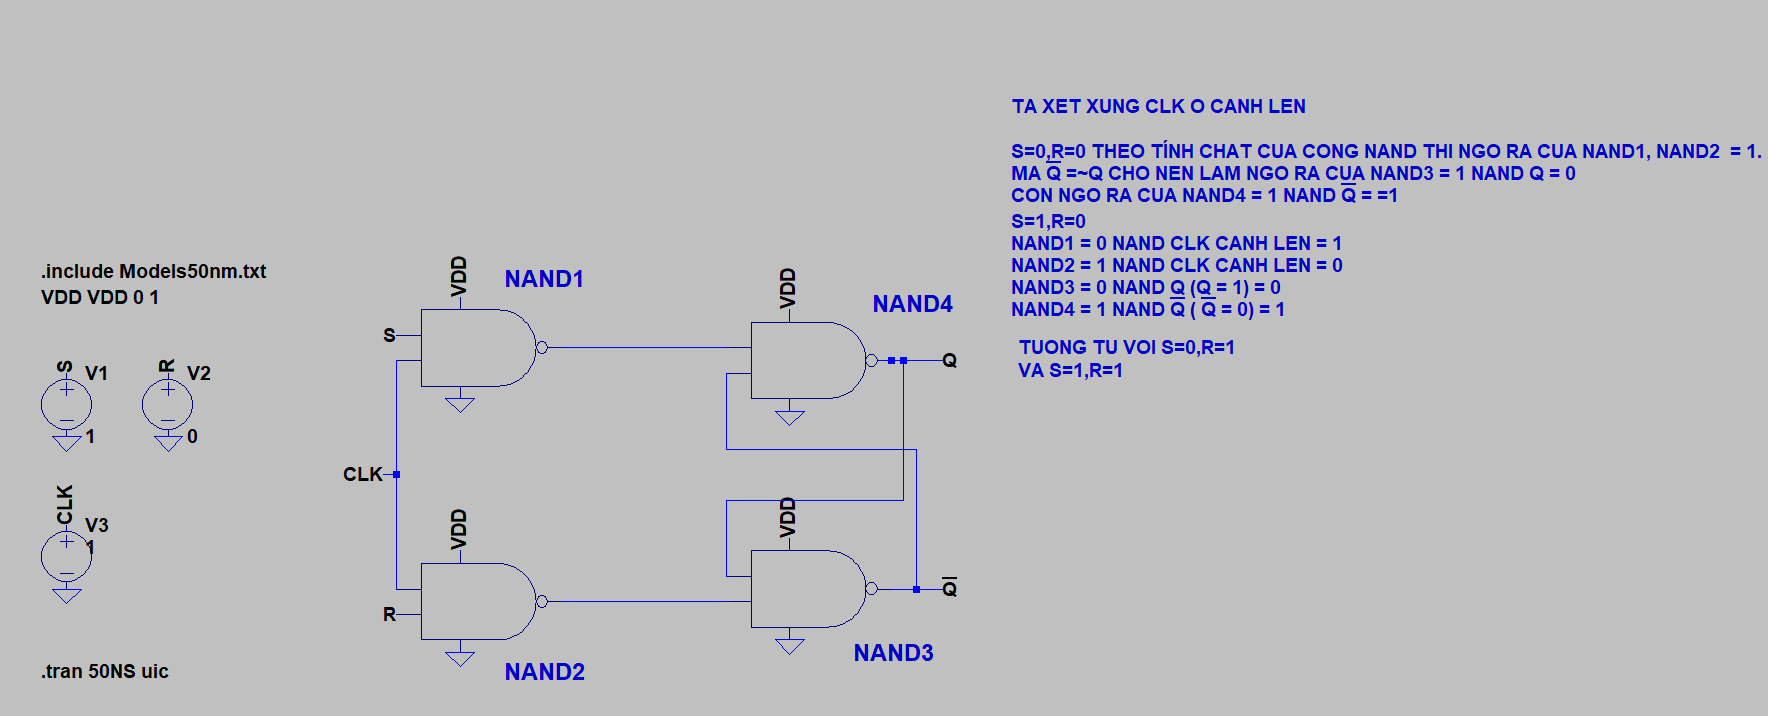 TA XET XUNG CLK O CANH LEN
S=0,R=0 THEO TÍNH CHAT CUA CONG NAND THI NGO RA CUA NAND1, NAND2 = 1.
MA Q̅ =~Q CHO NEN LAM NGO RA CUA NAND3 = 1 NAND Q = 0
CON NGO RA CUA NAND4 = 1 NAND Q̅ = =1
S=1,R=0
NAND1 = 0 NAND CLK CANH LEN = 1
NAND2 = 1 NAND CLK CANH LEN = 0
NAND3 = 0 NAND Q (Q = 1) = 0
NAND4 = 1 NAND Q̅ ( Q̅ = 0) = 1
TUONG TU VOI S=0,R=1
VA S=1,R=1
.include Models50nm.txt
VDD VDD 0 1
S
V1
1
R
V2
0
CLK
V3
1
.tran 50NS uic
VDD
NAND1
S
CLK
VDD
R
NAND2
VDD
NAND4
Q
VDD
Q̅
NAND3